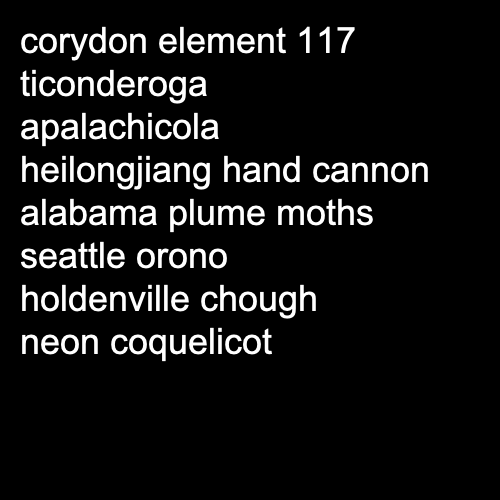 corydon element 117
ticonderoga
apalachicola
heilongjiang hand cannon
alabama plume moths
seattle orono
holdenville chough
neon coquelicot